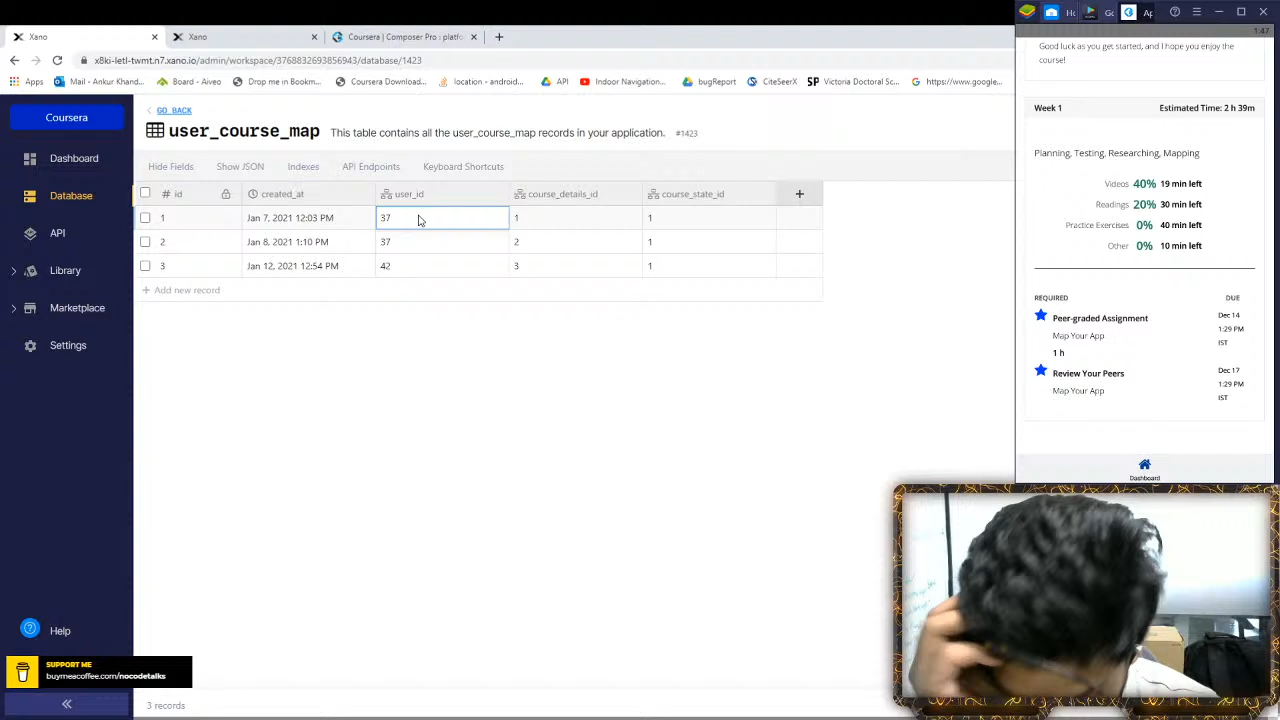 Xano
Xano
Coursera | Composer Pro : platfo
x8ki-letl-twmt.n7.xano.io/admin/workspace/3768832693856943/database/1423
Apps
Mail - Ankur Khand...
Board - Aiveo
Drop me in Bookm...
Coursera Download...
location - android...
API
Indoor Navigation...
bugReport
CiteSeerX
SP Victoria Doctoral Sc...
https://www.google...
Coursera
Dashboard
Database
API
Library
Marketplace
Settings
Help
SUPPORT ME
buymeacoffee.com/nocodetalks
GO BACK
user_course_map This table contains all the user_course_map records in your application. #1423
Hide Fields Show JSON Indexes API Endpoints Keyboard Shortcuts
# id created_at user_id course_details_id course_state_id +
1 Jan 7, 2021 12:03 PM 37 1 1
2 Jan 8, 2021 1:10 PM 37 2 1
3 Jan 12, 2021 12:54 PM 42 3 1
+ Add new record
3 records
Ho
Go
Ap
1:47
Good luck as you get started, and I hope you enjoy the
course!
Week 1 Estimated Time: 2 h 39m
Planning, Testing, Researching, Mapping
Videos 40% 19 min left
Readings 20% 30 min left
Practice Exercises 0% 40 min left
Other 0% 10 min left
REQUIRED DUE
Peer-graded Assignment Dec 14
Map Your App 1:29 PM
1 h IST
Review Your Peers Dec 17
Map Your App 1:29 PM
IST
Dashboard